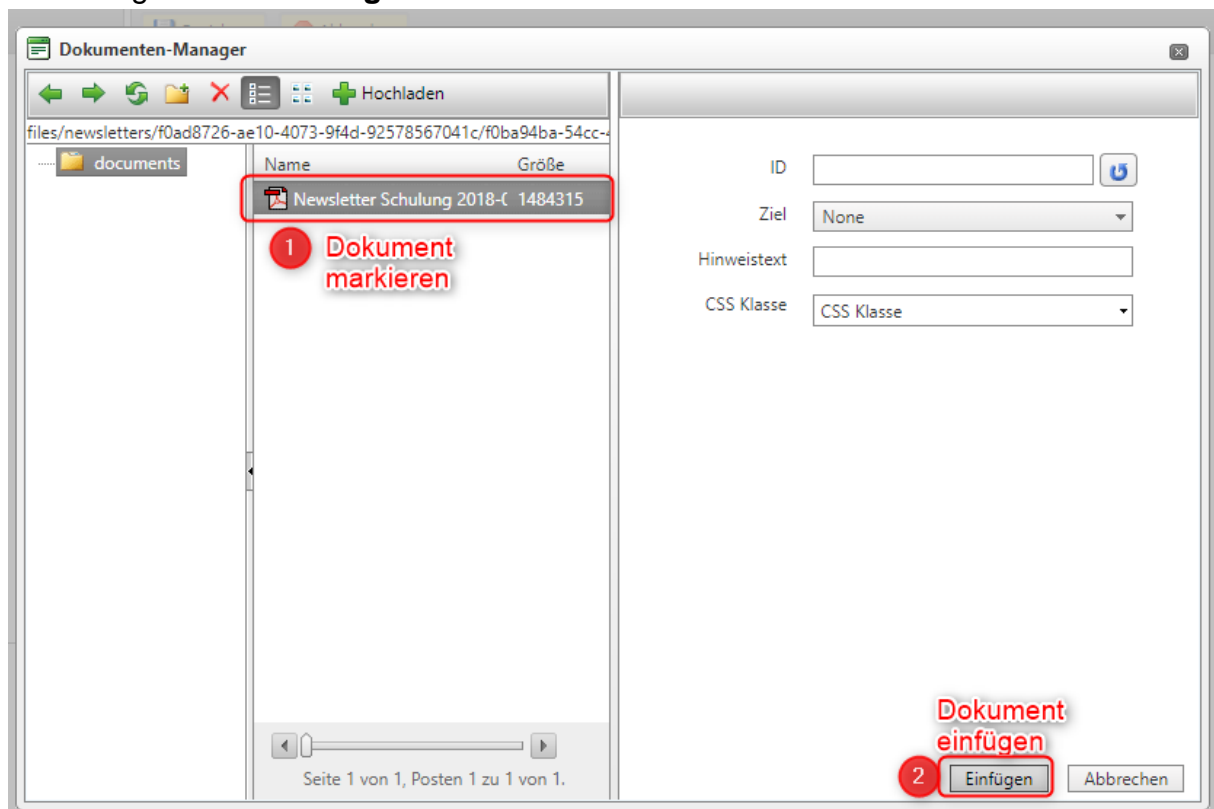 Dokumenten-Manager
Hochladen
files/newsletters/f0ad8726-ae10-4073-9f4d-92578567041c/f0ba94ba-54cc-
documents
Name Größe
Newsletter Schulung 2018-( 1484315
1 Dokument
markieren
ID
Ziel None
Hinweistext
CSS Klasse CSS Klasse
Dokument
einfügen
Seite 1 von 1, Posten 1 zu 1 von 1.
2 Einfügen Abbrechen